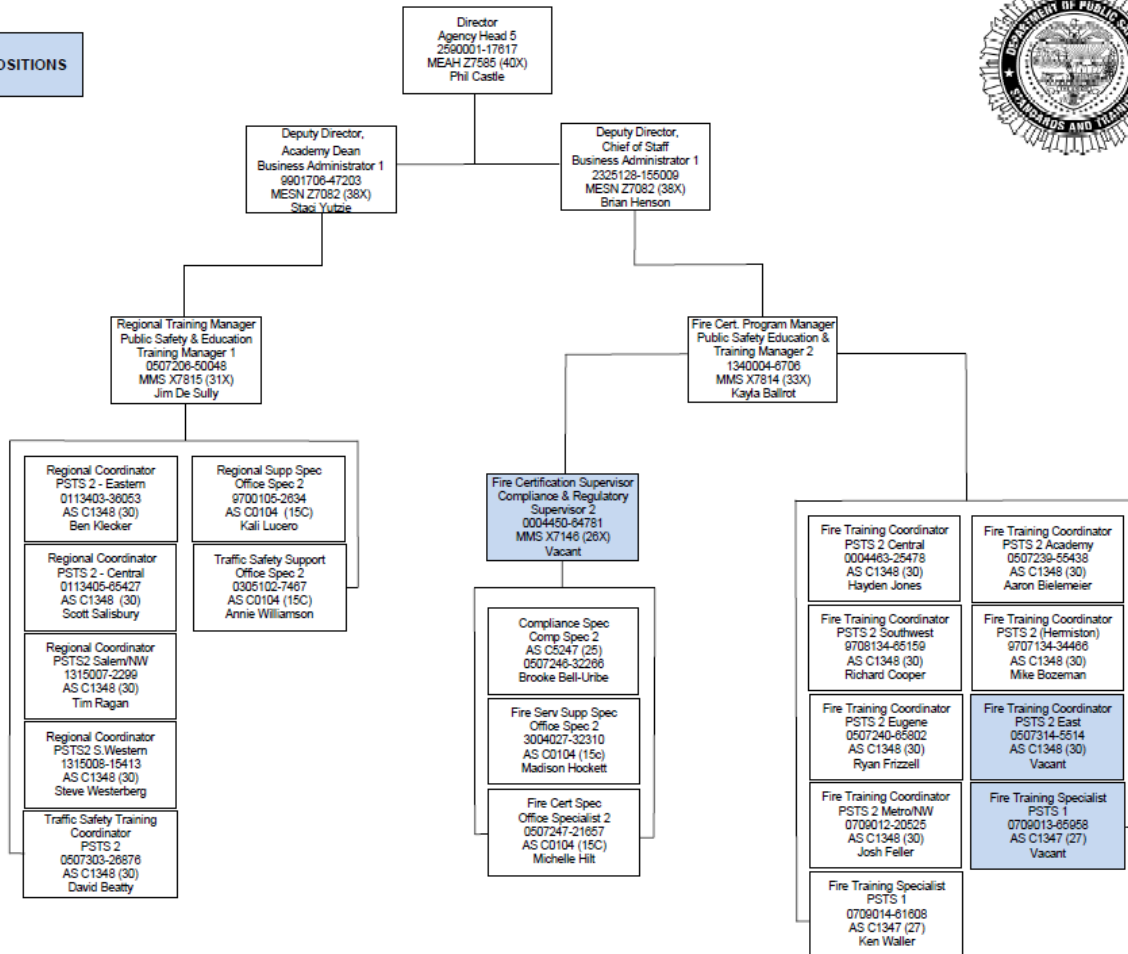 OSITIONS
Director
Agency Head 5
2590001-17617
MEAH Z7585 (40X)
Phil Castle
DEPARTMENT OF PUBLIC SA
STANDARDS AND TRAIN
Deputy Director,
Academy Dean
Business Administrator 1
9901706-47203
MESN Z7082 (38X)
Staci Yutzie
Deputy Director,
Chief of Staff
Business Administrator 1
2325128-155009
MESN Z7082 (38X)
Brian Henson
Regional Training Manager
Public Safety & Education
Training Manager 1
0507206-50048
MMS X7815 (31X)
Jim De Sully
Fire Cert. Program Manager
Public Safety Education &
Training Manager 2
1340004-6706
MMS X7814 (33X)
Kayla Ballrot
Regional Coordinator
PSTS 2 - Eastern
0113403-36053
AS C1348 (30)
Ben Klecker
Regional Coordinator
PSTS 2 - Central
0113405-65427
AS C1348 (30)
Scott Salisbury
Regional Coordinator
PSTS2 Salem/NW
1315007-2299
AS C1348 (30)
Tim Ragan
Regional Coordinator
PSTS2 S.Western
1315008-15413
AS C1348 (30)
Steve Westerberg
Traffic Safety Training
Coordinator
PSTS 2
0507303-26876
AS C1348 (30)
David Beatty
Regional Supp Spec
Office Spec 2
9700105-2634
AS C0104 (15C)
Kali Lucero
Traffic Safety Support
Office Spec 2
0305102-7467
AS C0104 (15C)
Annie Williamson
Fire Certification Supervisor
Compliance & Regulatory
Supervisor 2
0004450-64781
MMS X7146 (26X)
Vacant
Compliance Spec
Comp Spec 2
AS C5247 (25)
0507246-32266
Brooke Bell-Uribe
Fire Serv Supp Spec
Office Spec 2
3004027-32310
AS C0104 (15c)
Madison Hockett
Fire Cert Spec
Office Specialist 2
0507247-21657
AS C0104 (15C)
Michelle Hilt
Fire Training Coordinator
PSTS 2 Central
0004463-25478
AS C1348 (30)
Hayden Jones
Fire Training Coordinator
PSTS 2 Southwest
9708134-65159
AS C1348 (30)
Richard Cooper
Fire Training Coordinator
PSTS 2 Eugene
0507240-65802
AS C1348 (30)
Ryan Frizzell
Fire Training Coordinator
PSTS 2 Metro/NW
0709012-20525
AS C1348 (30)
Josh Feller
Fire Training Specialist
PSTS 1
0709014-61608
AS C1347 (27)
Ken Waller
Fire Training Coordinator
PSTS 2 Academy
0507239-55438
AS C1348 (30)
Aaron Bielemeier
Fire Training Coordinator
PSTS 2 (Hermiston)
9707134-34466
AS C1348 (30)
Mike Bozeman
Fire Training Coordinator
PSTS 2 East
0507314-5514
AS C1348 (30)
Vacant
Fire Training Specialist
PSTS 1
0709013-65958
AS C1347 (27)
Vacant